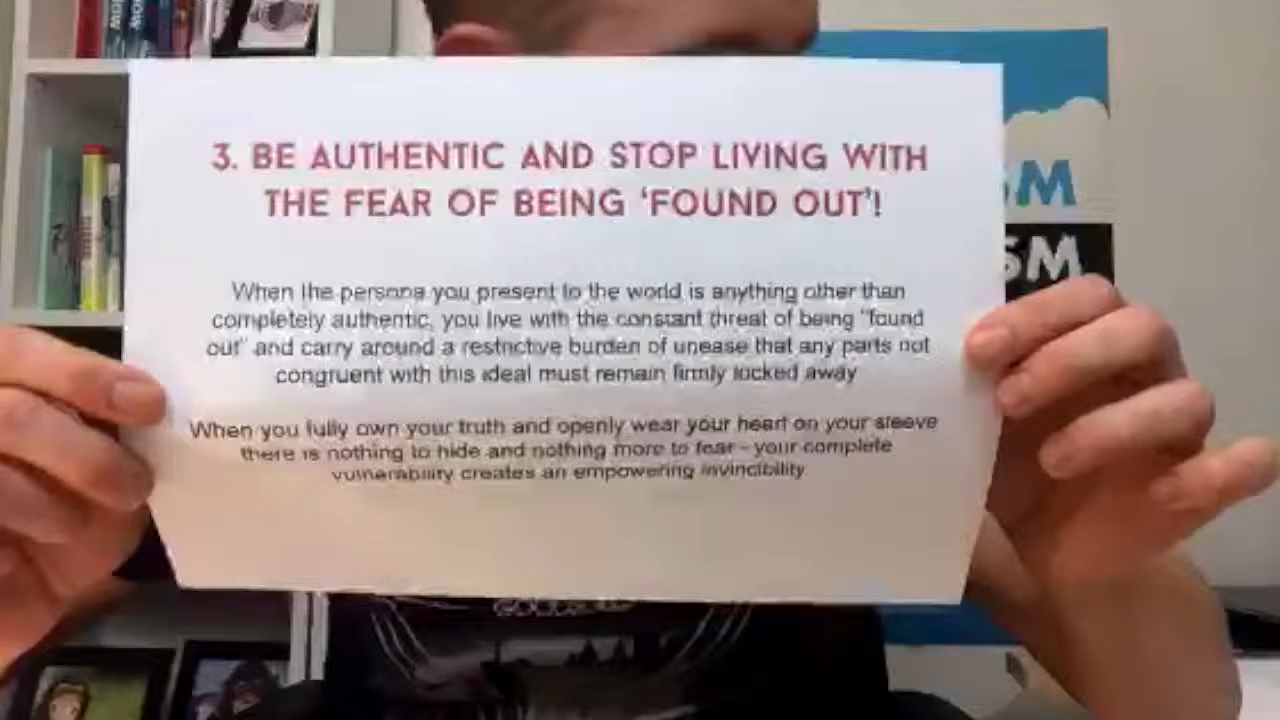 3. BE AUTHENTIC AND STOP LIVING WITH
THE FEAR OF BEING ‘FOUND OUT’!
When the persona you present to the world is anything other than
completely authentic, you live with the constant threat of being "found
out" and carry around a restrictive burden of unease that any parts not
congruent with this ideal must remain firmly locked away
When you fully own your truth and openly wear your heart on your sleeve
there is nothing to hide and nothing more to fear - your complete
vulnerability creates an empowering invincibility.
SM
SM